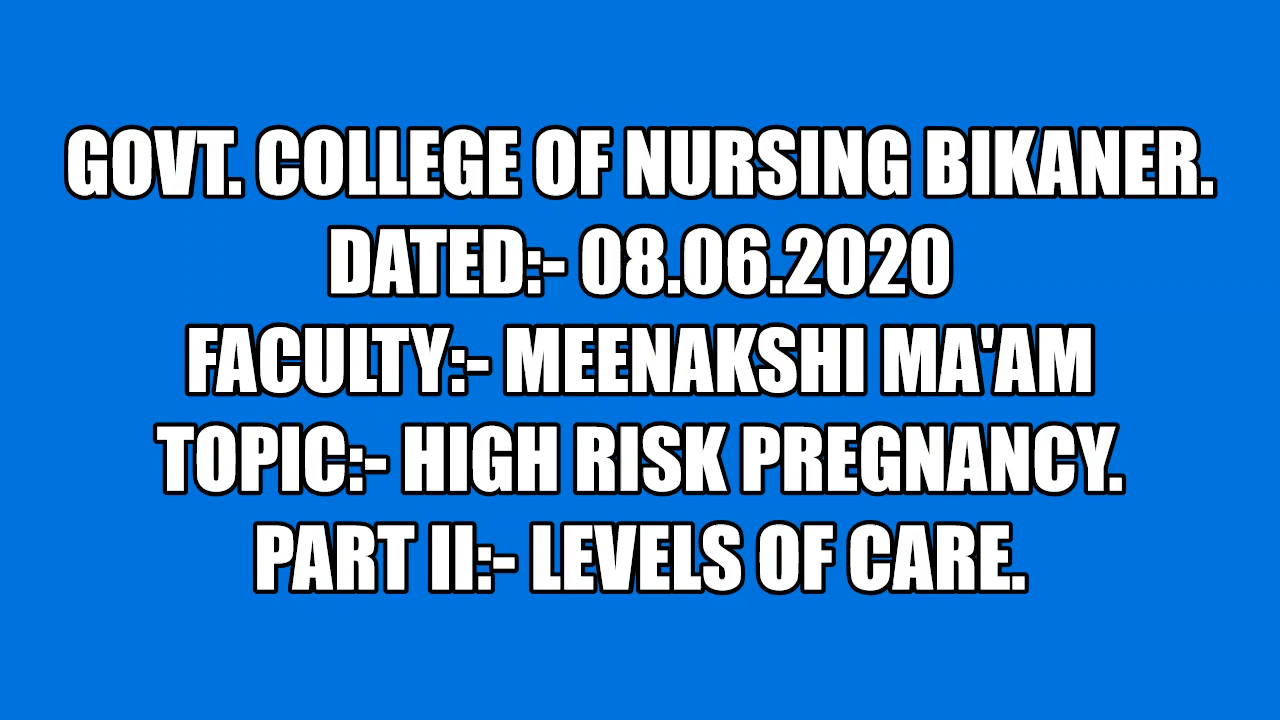 GOVT. COLLEGE OF NURSING BIKANER.
DATED:- 08.06.2020
FACULTY:- MEENAKSHI MA'AM
TOPIC:- HIGH RISK PREGNANCY.
PART II:- LEVELS OF CARE.